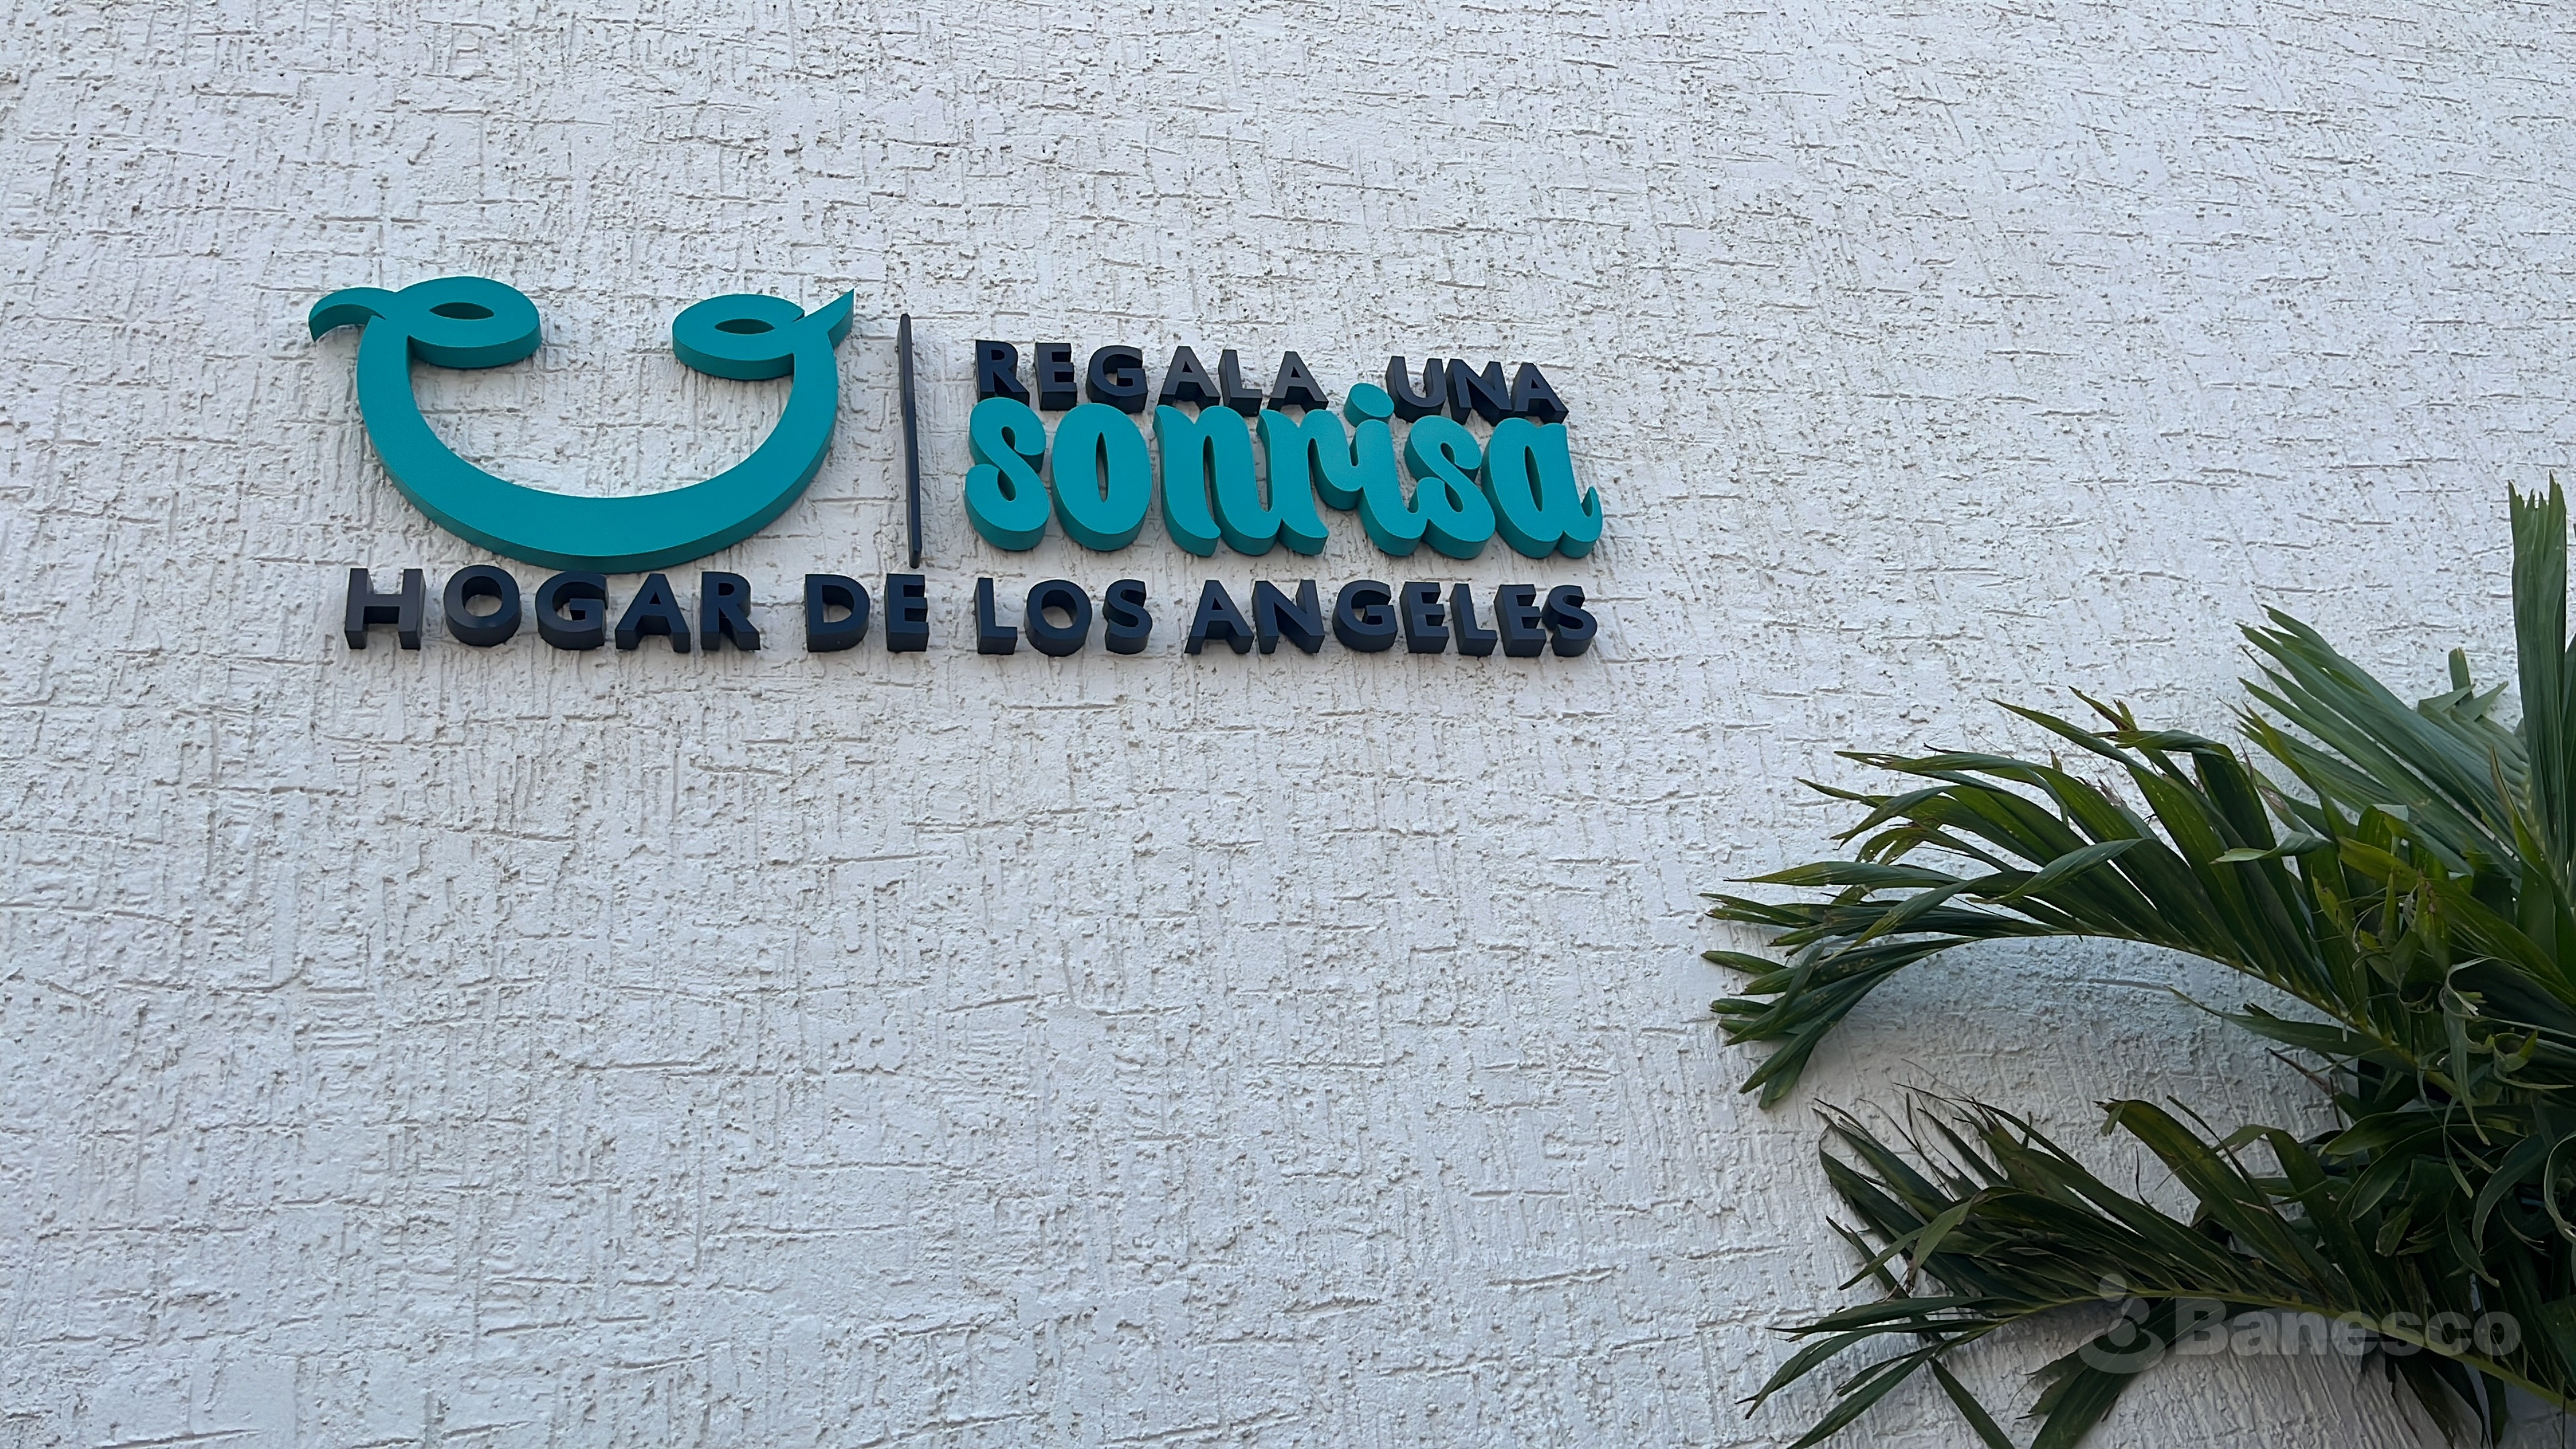 REGALA UNA
sonrisa
HOGAR DE LOS ANGELES
Banesco